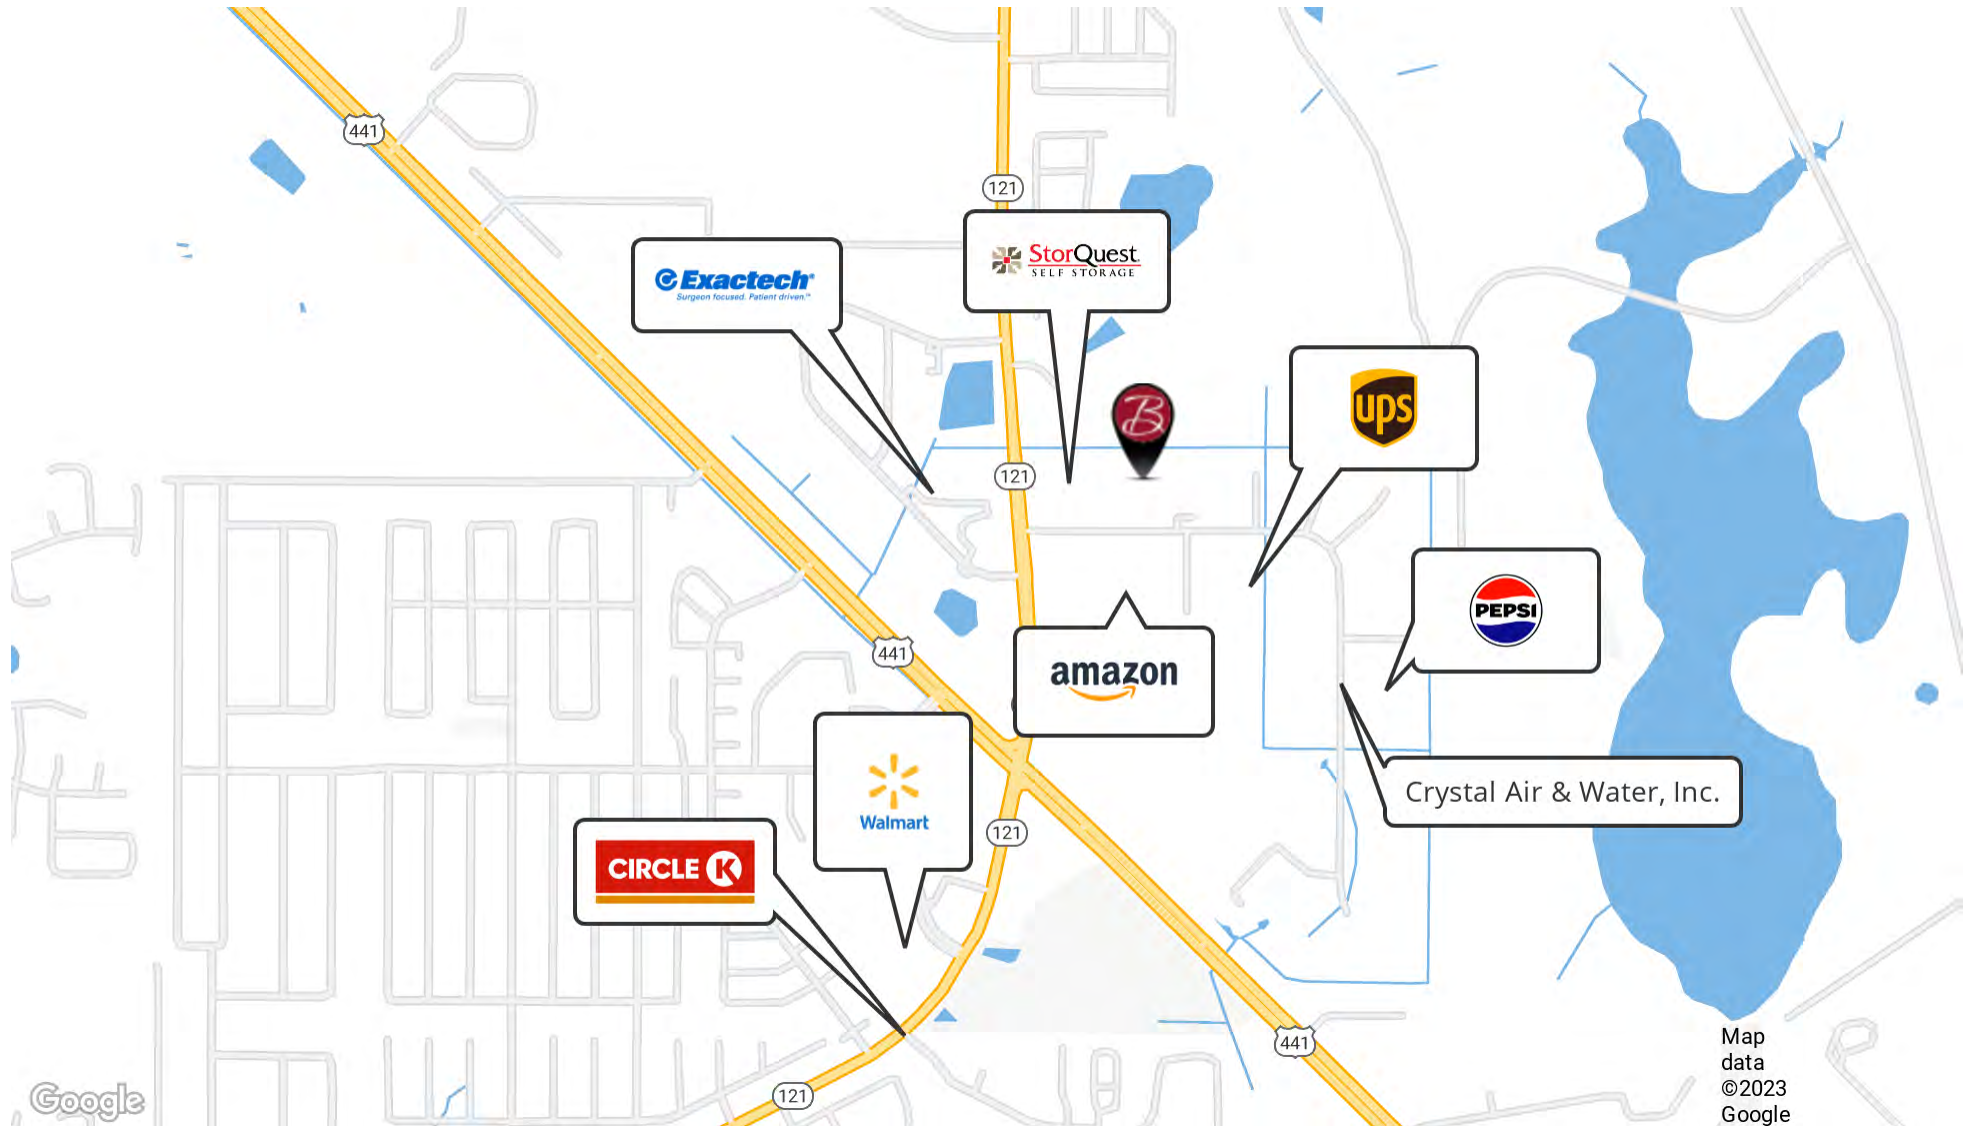 441
121
Exactech®
Surgeon focused. Patient driven.™
StorQuest
SELF STORAGE
B
ups
121
PEPSI
441
amazon
Walmart
Crystal Air & Water, Inc.
121
CIRCLE K
441
121
Google
Map
data
©2023
Google